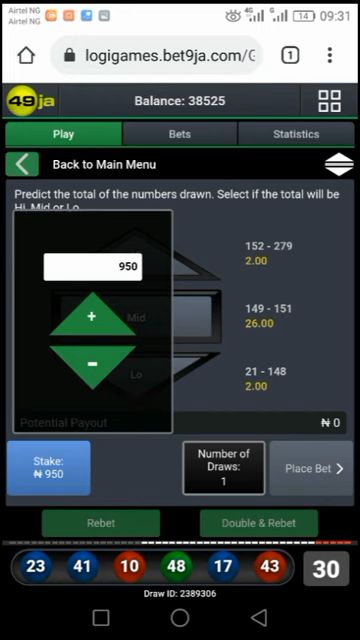 Airtel NG
Airtel NG
4G
G
14
09:31
logigames.bet9ja.com/G
1
49ja
Balance: 38525
Play
Bets
Statistics
Back to Main Menu
Predict the total of the numbers drawn. Select if the total will be
Hi, Mid or Lo
950
+
-
152 - 279
2.00
Mid
149 - 151
26.00
Lo
21 - 148
2.00
Potential Payout
₦ 0
Stake:
₦ 950
Number of
Draws:
1
Place Bet
Rebet
Double & Rebet
23
41
10
48
17
43
30
Draw ID: 2389306